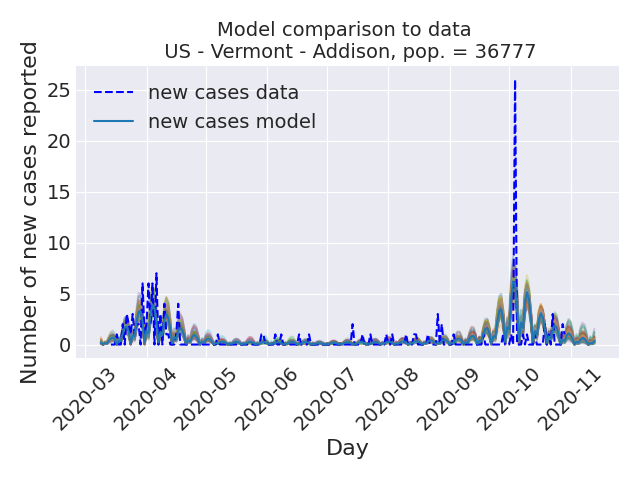 Model comparison to data
US - Vermont - Addison, pop. = 36777
Number of new cases reported
25
20
15
10
5
0
new cases data
new cases model
2020-03
2020-04
2020-05
2020-06
2020-07
2020-08
2020-09
2020-10
2020-11
Day